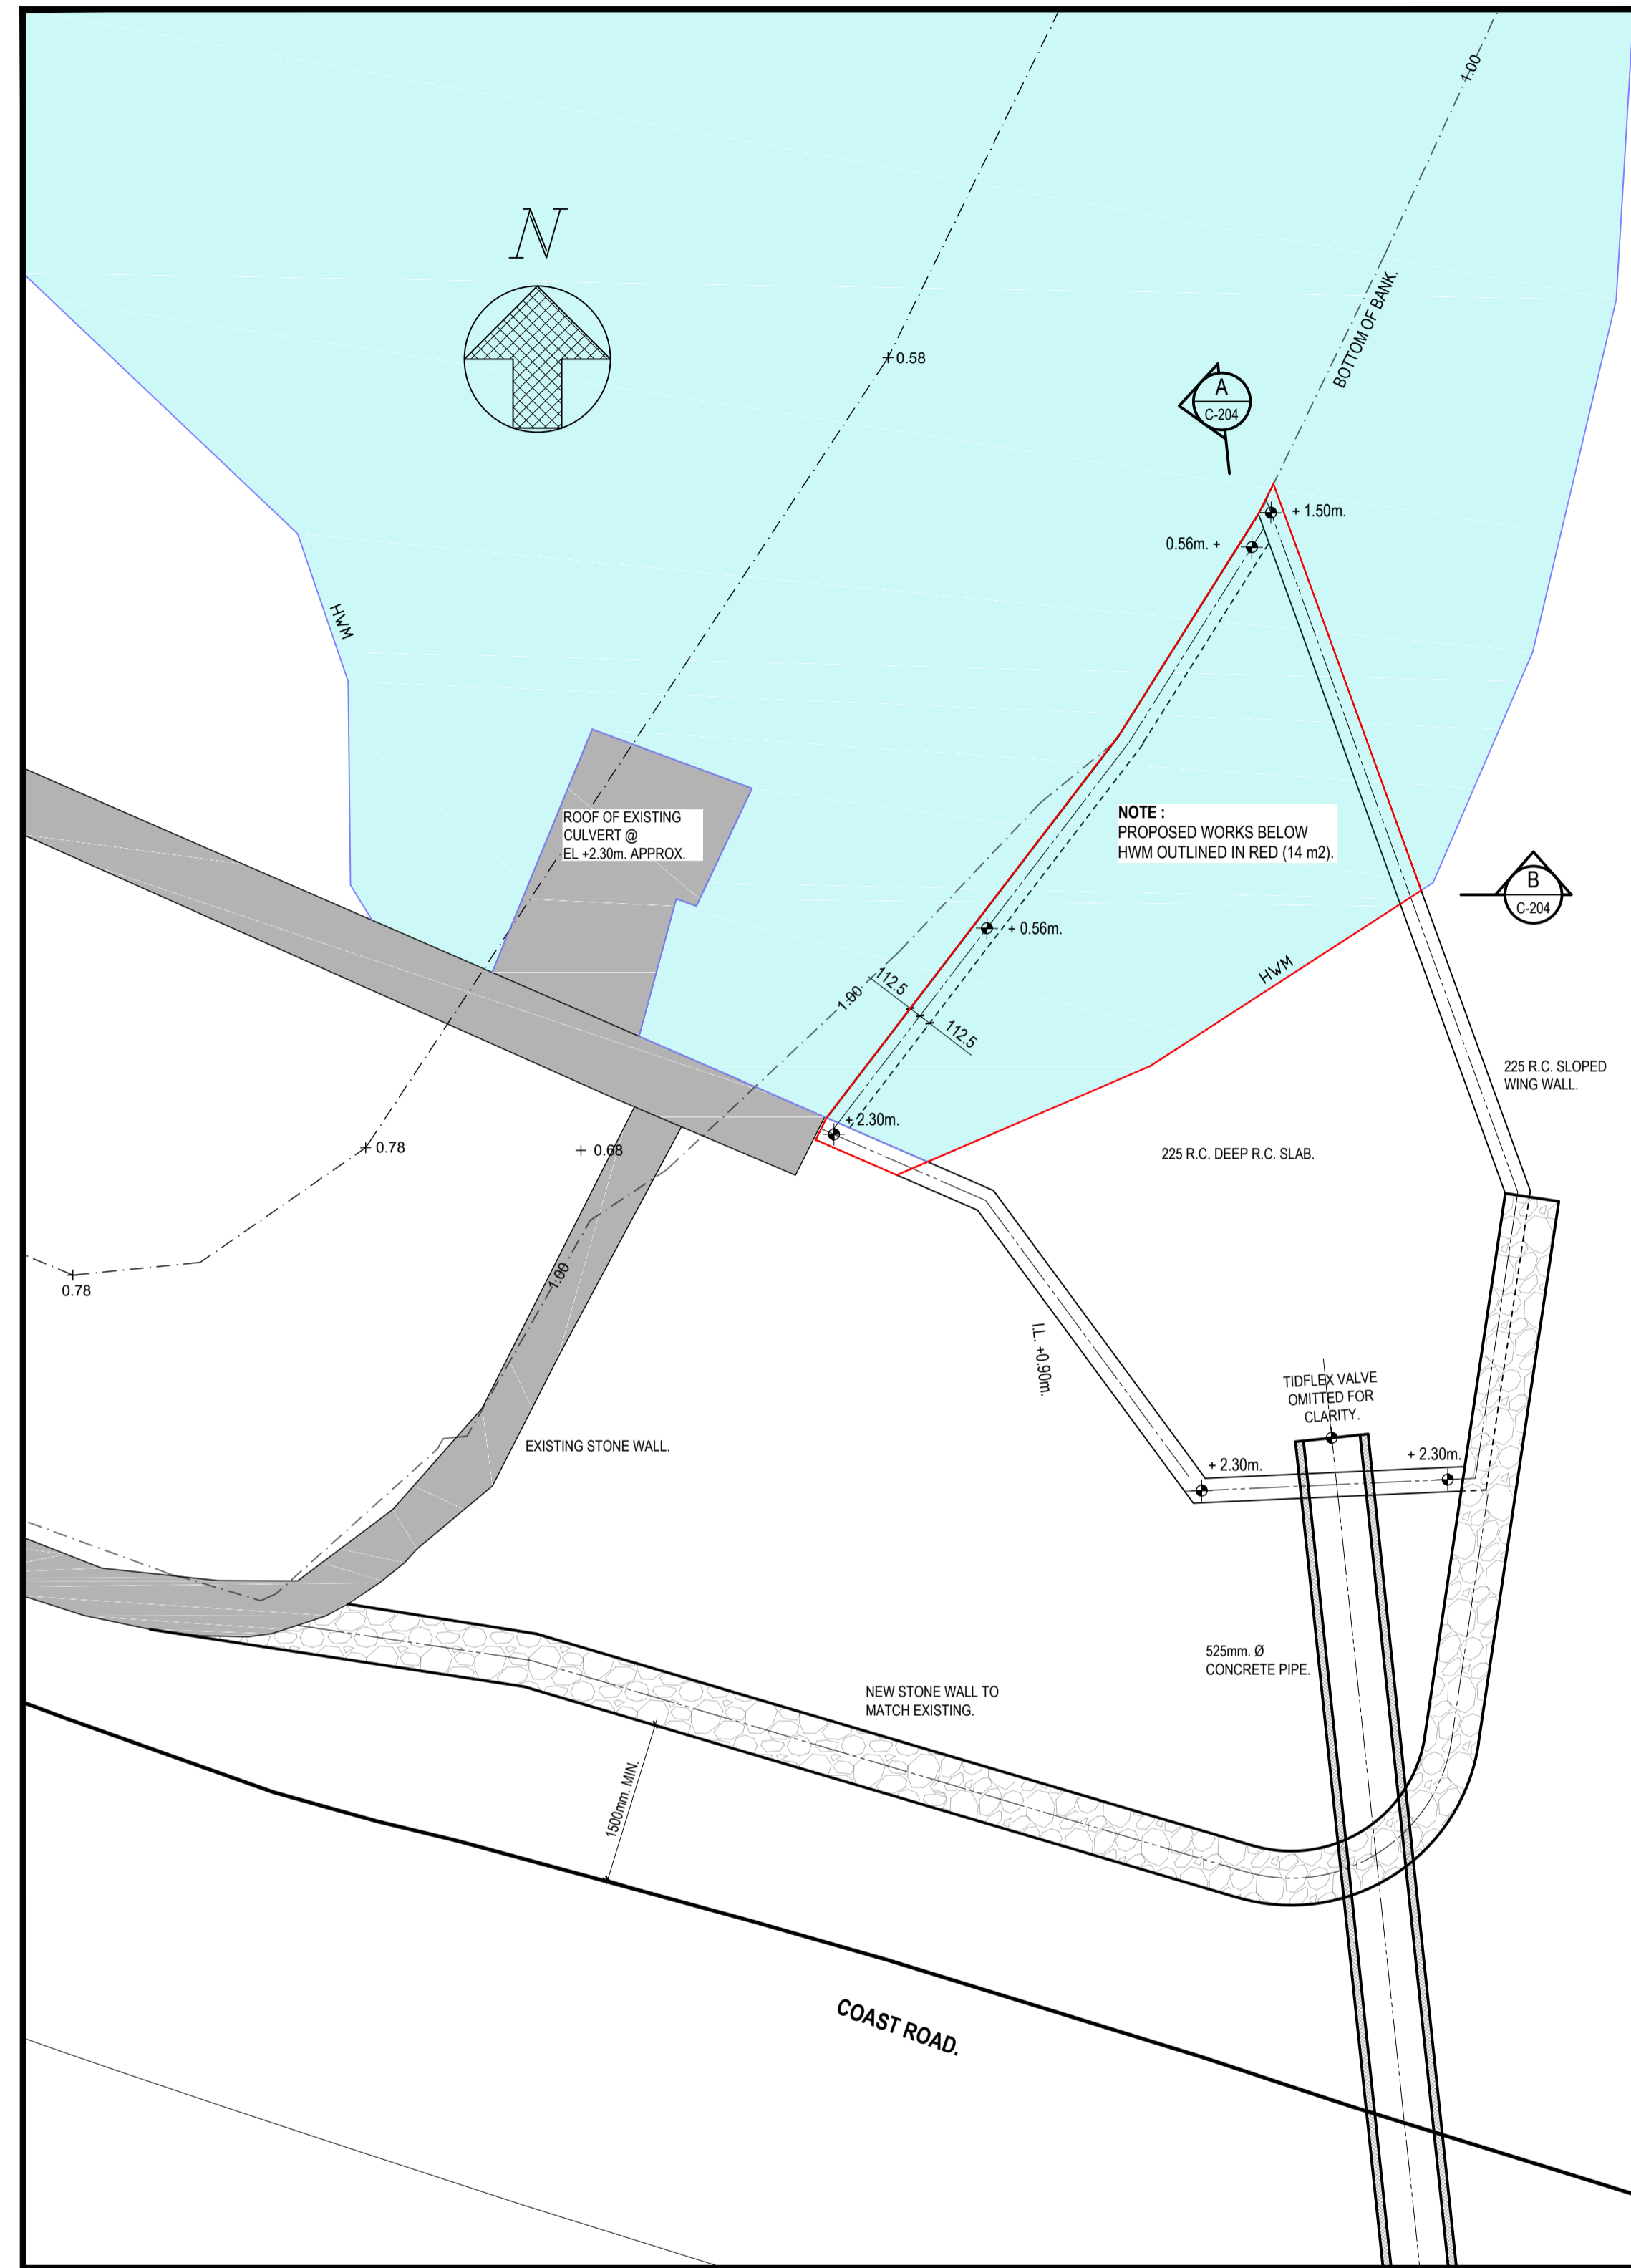 1.00
N
BOTTOM OF BANK.
0.58
A
C-204
+ 1.50m.
0.56m. +
HWM
ROOF OF EXISTING
CULVERT @
EL +2.30m. APPROX.
NOTE :
PROPOSED WORKS BELOW
HWM OUTLINED IN RED (14 m2).
B
C-204
+ 0.56m.
HWM
112.5
1.00
112.5
225 R.C. SLOPED
WING WALL.
+ 2.30m.
0.78
0.68
225 R.C. DEEP R.C. SLAB.
0.78
1.00
I.L. +0.90m.
TIDFLEX VALVE
OMITTED FOR
CLARITY.
EXISTING STONE WALL.
+ 2.30m.
+ 2.30m.
525mm. Ø
CONCRETE PIPE.
NEW STONE WALL TO
MATCH EXISTING.
1500mm. MIN.
COAST ROAD.